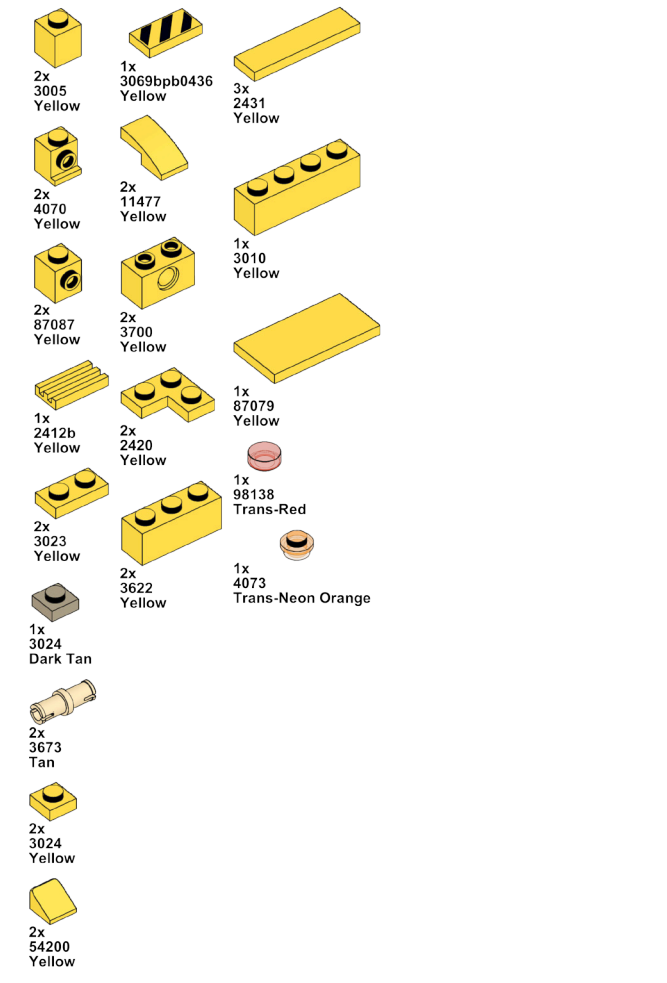 2x
3005
Yellow
2x
4070
Yellow
2x
87087
Yellow
1x
2412b
Yellow
2x
3023
Yellow
1x
3024
Dark Tan
2x
3673
Tan
2x
3024
Yellow
2x
54200
Yellow
1x
3069bpb0436
Yellow
2x
11477
Yellow
2x
3700
Yellow
2x
2420
Yellow
2x
3622
Yellow
3x
2431
Yellow
1x
3010
Yellow
1x
87079
Yellow
1x
98138
Trans-Red
1x
4073
Trans-Neon Orange